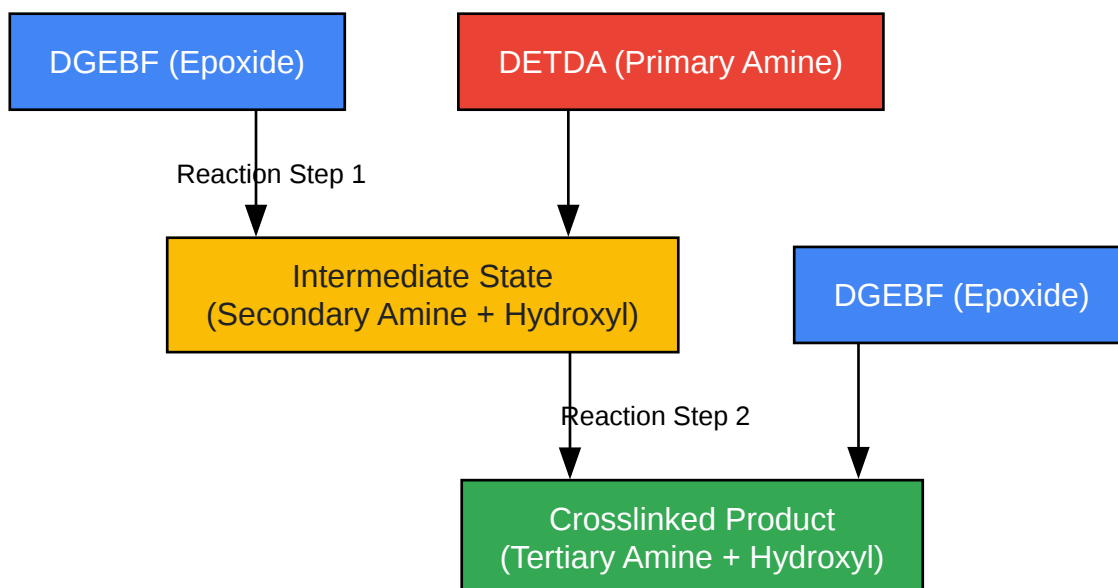 DGEBF (Epoxide)
DETDA (Primary Amine)
Reaction Step 1
Intermediate State
(Secondary Amine + Hydroxyl)
DGEBF (Epoxide)
Reaction Step 2
Crosslinked Product
(Tertiary Amine + Hydroxyl)